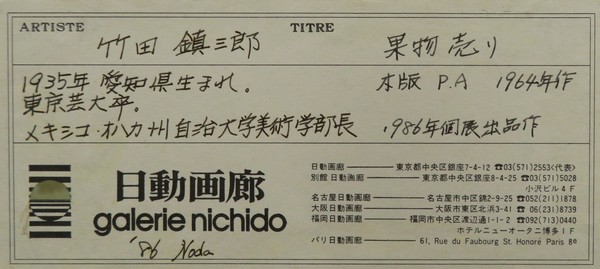 ARTISTE 竹田 鎮三郎 TITRE 果物売り
1935年 愛知県生まれ。 木版 P.A 1964年作
東京芸大卒。
メキシコ・オハカ州自治大学美術学部長 1986年個展出品作
日動画廊
galerie nichido
'86 Noda
日動画廊────東京都中央区銀座7-4-12 ☎03(571)2553<代表>
別館 日動画廊────東京都中央区銀座8-4-25 ☎03(571)5028
小沢ビル4F
名古屋日動画廊────名古屋市中区錦2-9-25 ☎052(211)1878
大阪日動画廊────大阪市東区北浜3-41 ☎06(231)8739
福岡日動画廊────福岡市中央区渡辺通1-1-2 ☎092(713)0440
ホテルニューオータニ博多1F
パリ日動画廊────61, Rue du Faubourg St. Honoré Paris 8ᵉ